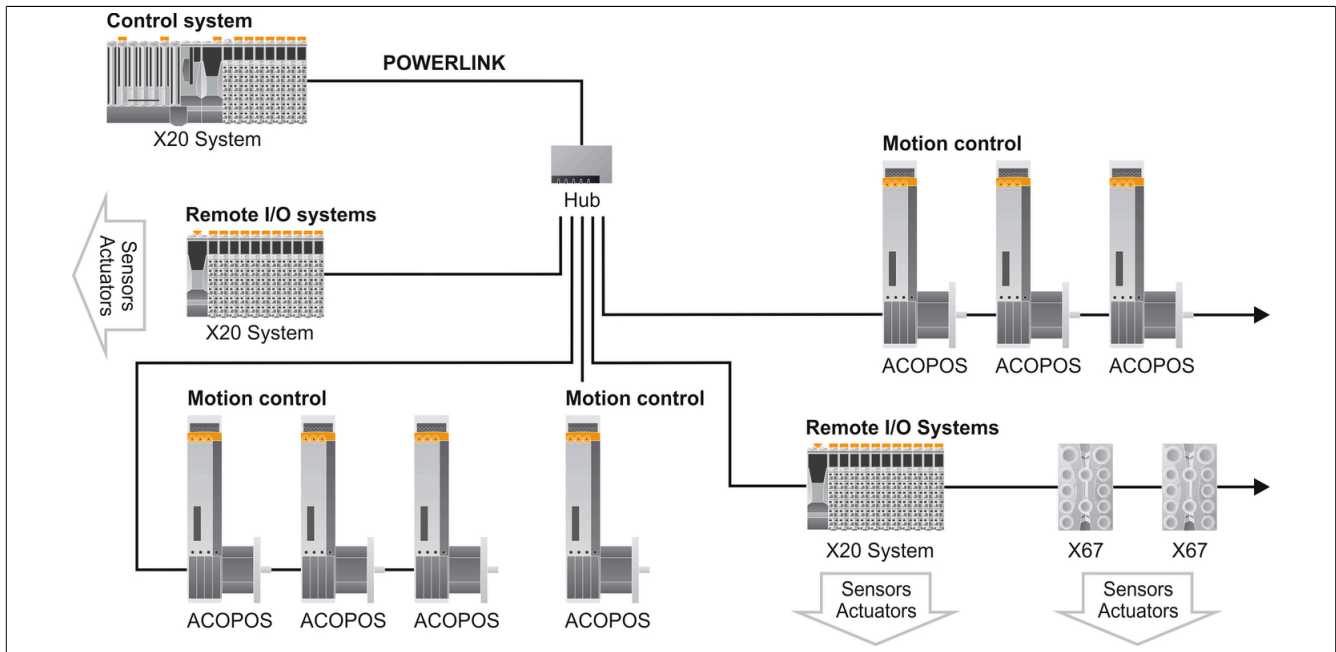 Control system
POWERLINK
X20 System
Hub
Motion control
ACOPOS
ACOPOS
ACOPOS
Remote I/O systems
Sensors
Actuators
X20 System
Motion control
ACOPOS
ACOPOS
ACOPOS
Motion control
ACOPOS
Remote I/O Systems
X20 System
X67
X67
Sensors
Actuators
Sensors
Actuators